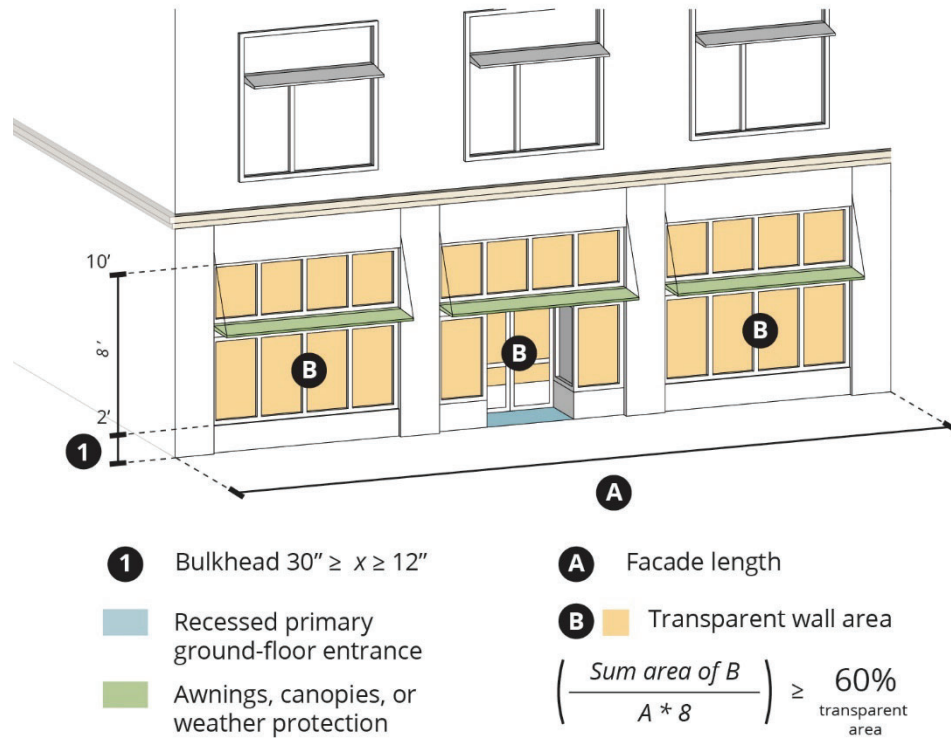 10’
8’
2’
B
B
B
1
A
1 Bulkhead 30” ≥ x ≥ 12”
Recessed primary
ground-floor entrance
Awnings, canopies, or
weather protection
A Facade length
B Transparent wall area
Sum area of B
A * 8
≥ 60%
transparent
area